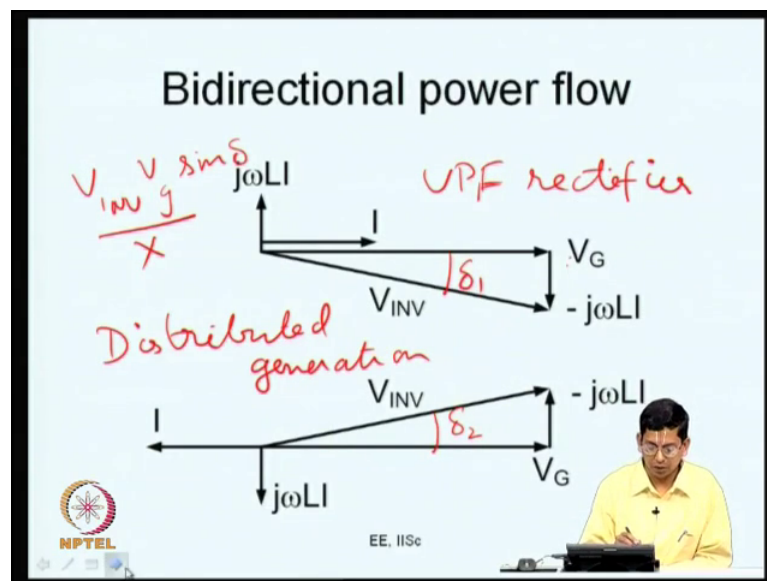 Bidirectional power flow
V_INV V_g sin δ
X
jωLI
UPF rectifier
I
V_G
δ1
V_INV
- jωLI
Distributed
generation
V_INV
- jωLI
I
δ2
V_G
jωLI
NPTEL
EE, IISc